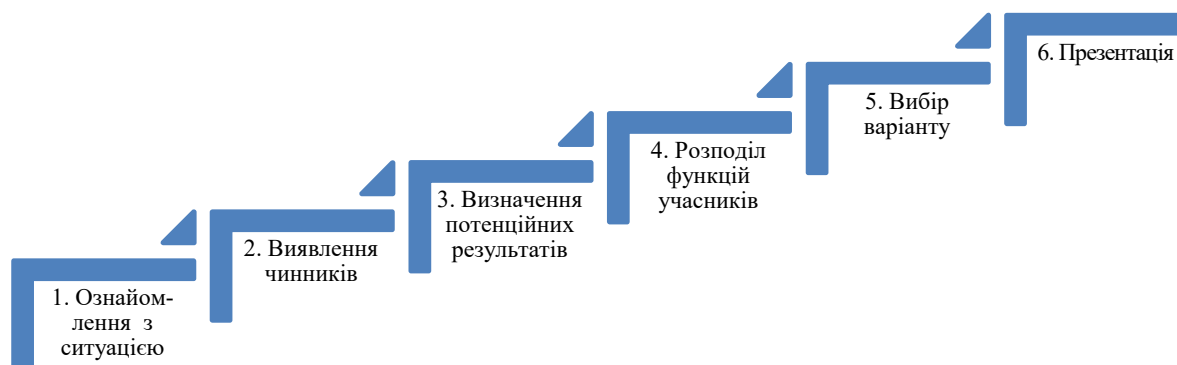 1. Ознайом-
лення з
ситуацією
2. Виявлення
чинників
3. Визначення
потенційних
результатів
4. Розподіл
функцій
учасників
5. Вибір
варіанту
6. Презентація